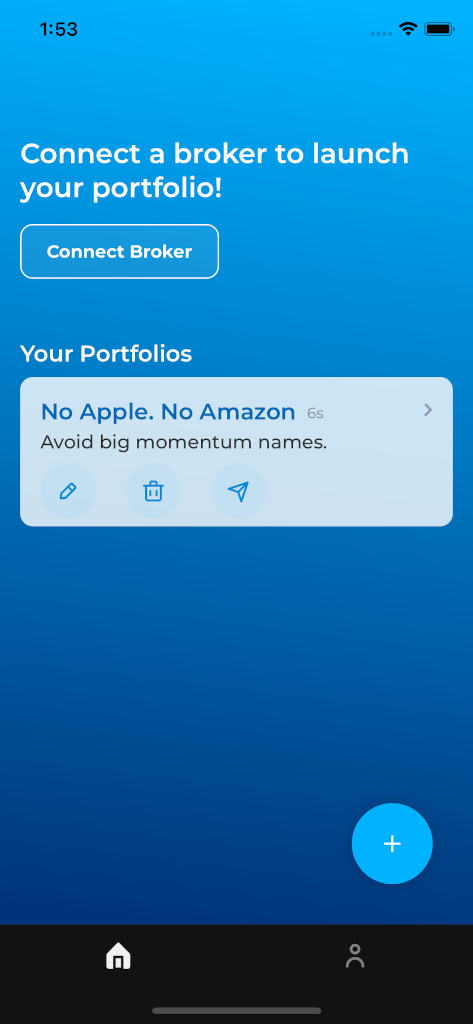 1:53
Connect a broker to launch
your portfolio!
Connect Broker
Your Portfolios
No Apple. No Amazon 6s
Avoid big momentum names.